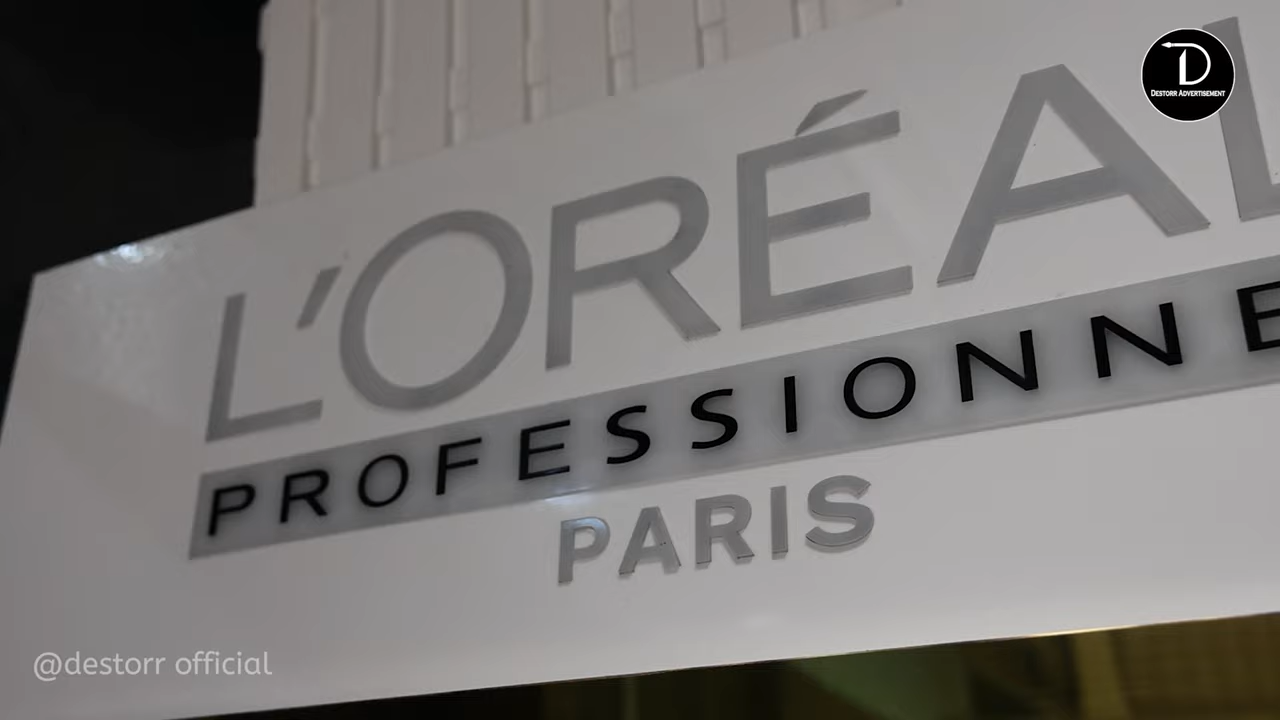 D
DESTORR ADVERTISEMENT
L'ORÉAL
PROFESSIONNE
PARIS
@destorr official